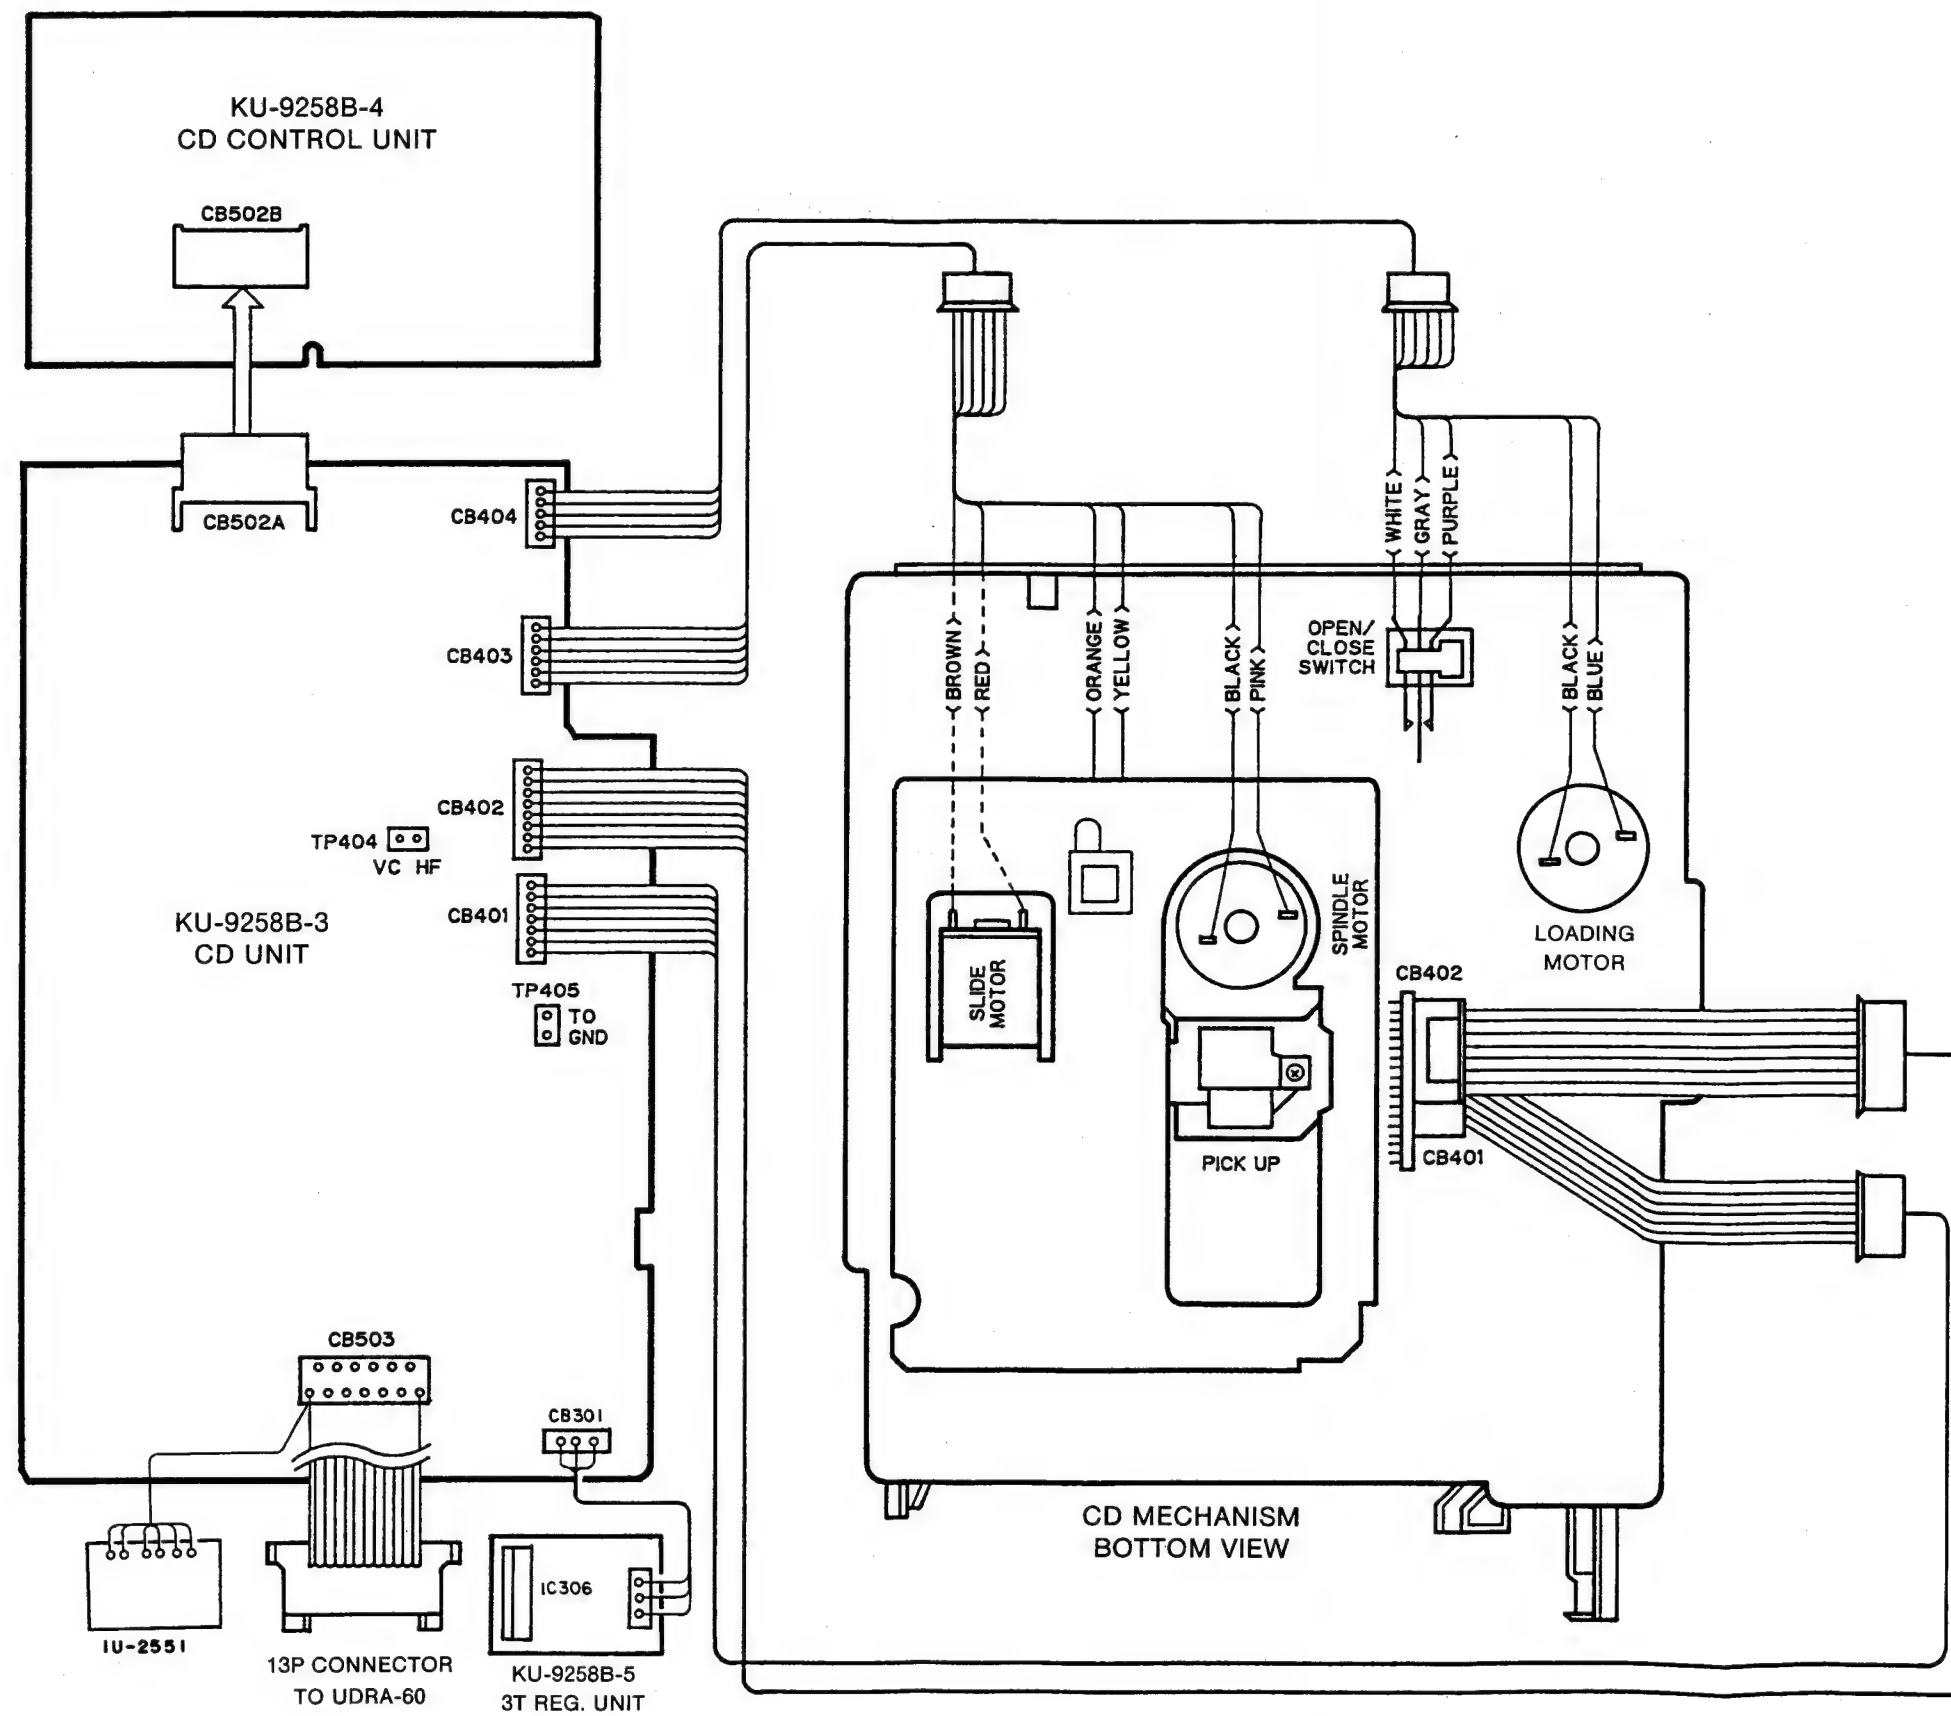 KU-9258B-4
CD CONTROL UNIT
CB502B
CB502A
CB404
CB403
CB402
TP404
VC HF
KU-9258B-3
CD UNIT
CB401
TP405
TO
GND
CB503
CB301
IU-2551
13P CONNECTOR
TO UDRA-60
IC306
KU-9258B-5
3T REG. UNIT
BROWN
RED
ORANGE
YELLOW
BLACK
PINK
WHITE
GRAY
PURPLE
OPEN/
CLOSE
SWITCH
BLACK
BLUE
LOADING
MOTOR
SPINDLE
MOTOR
SLIDE
MOTOR
PICK UP
CB402
CB401
CD MECHANISM
BOTTOM VIEW